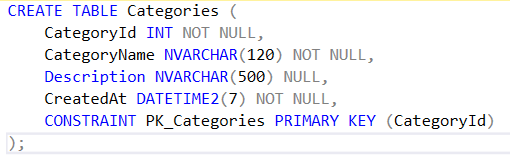 CREATE TABLE Categories (
    CategoryId INT NOT NULL,
    CategoryName NVARCHAR(120) NOT NULL,
    Description NVARCHAR(500) NULL,
    CreatedAt DATETIME2(7) NOT NULL,
    CONSTRAINT PK_Categories PRIMARY KEY (CategoryId)
);